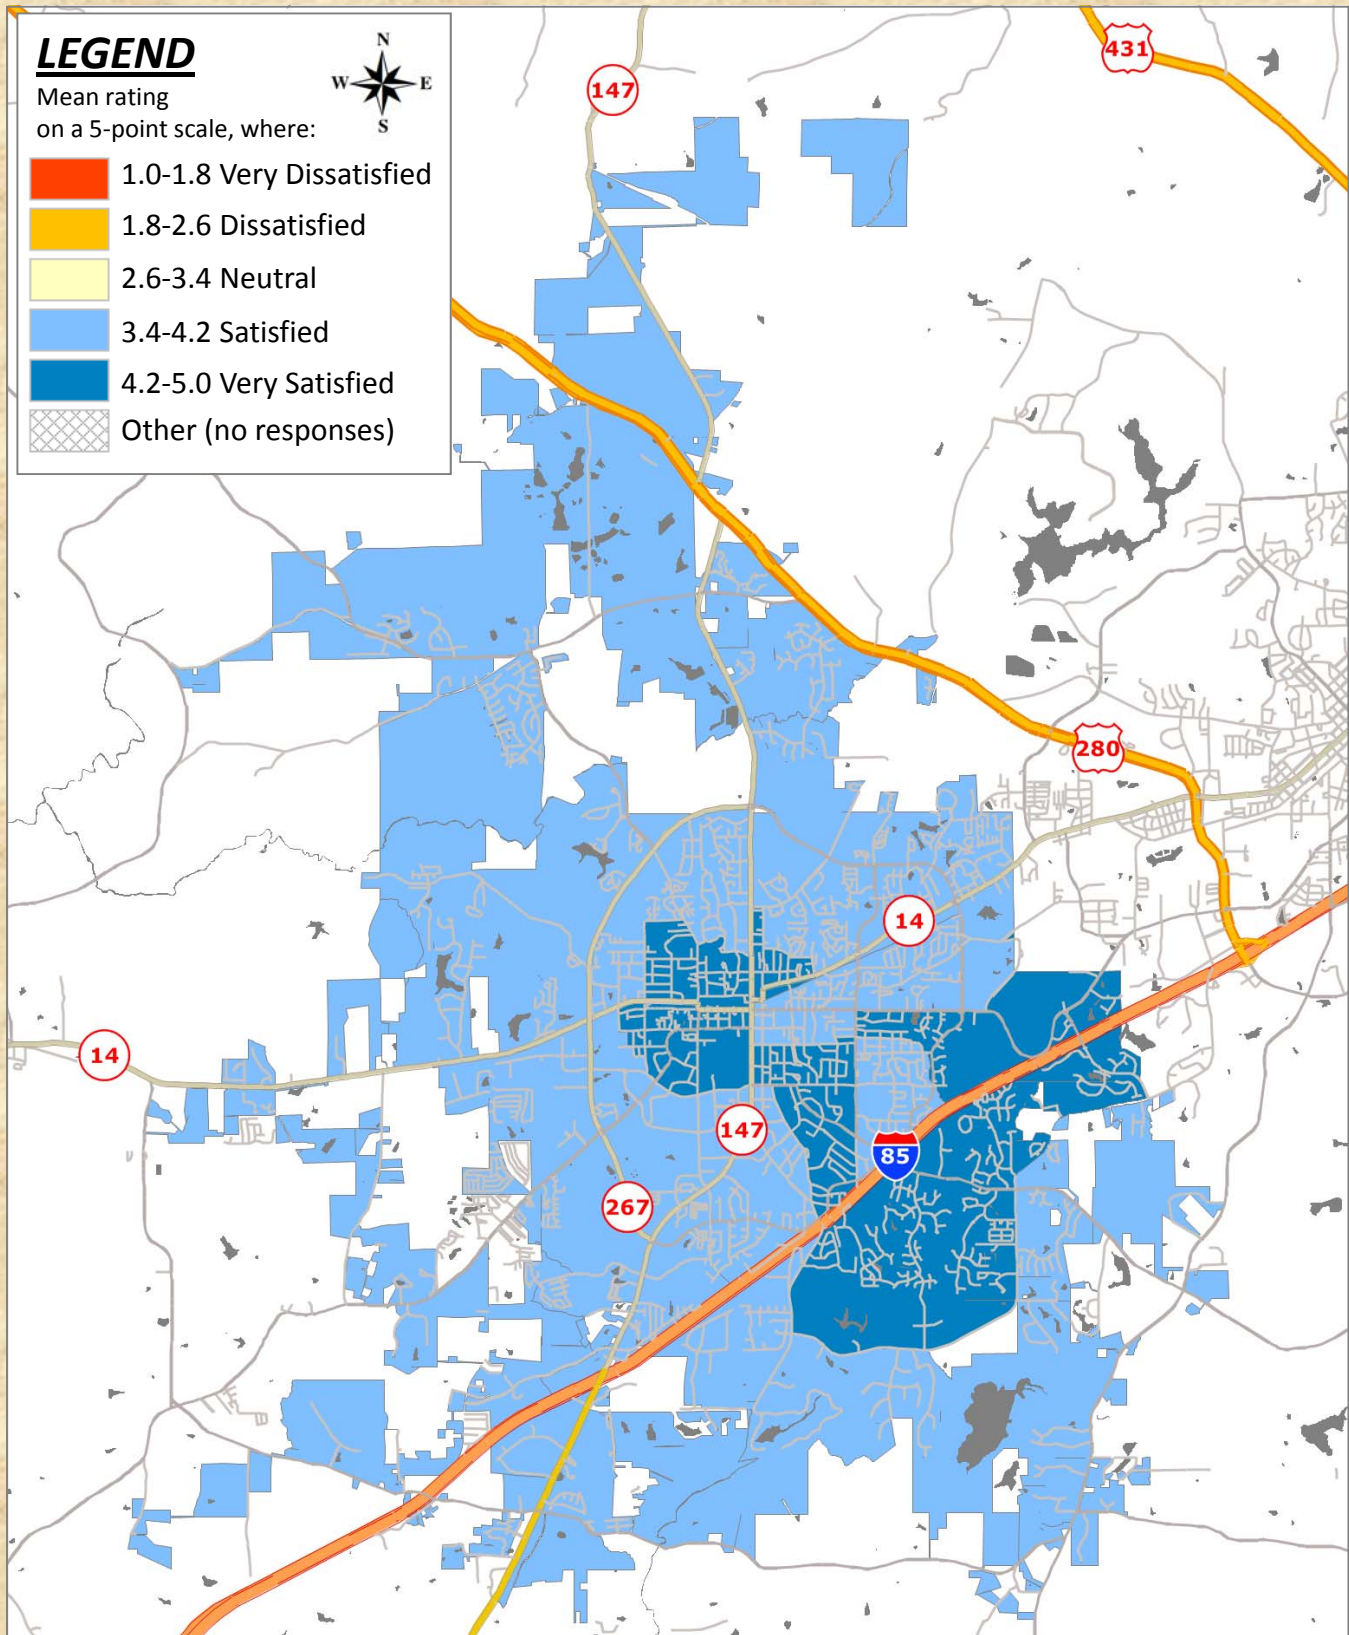 LEGEND
Mean rating
on a 5-point scale, where:
1.0-1.8 Very Dissatisfied
1.8-2.6 Dissatisfied
2.6-3.4 Neutral
3.4-4.2 Satisfied
4.2-5.0 Very Satisfied
Other (no responses)
N
W E
S
147
431
280
14
14
147
85
267